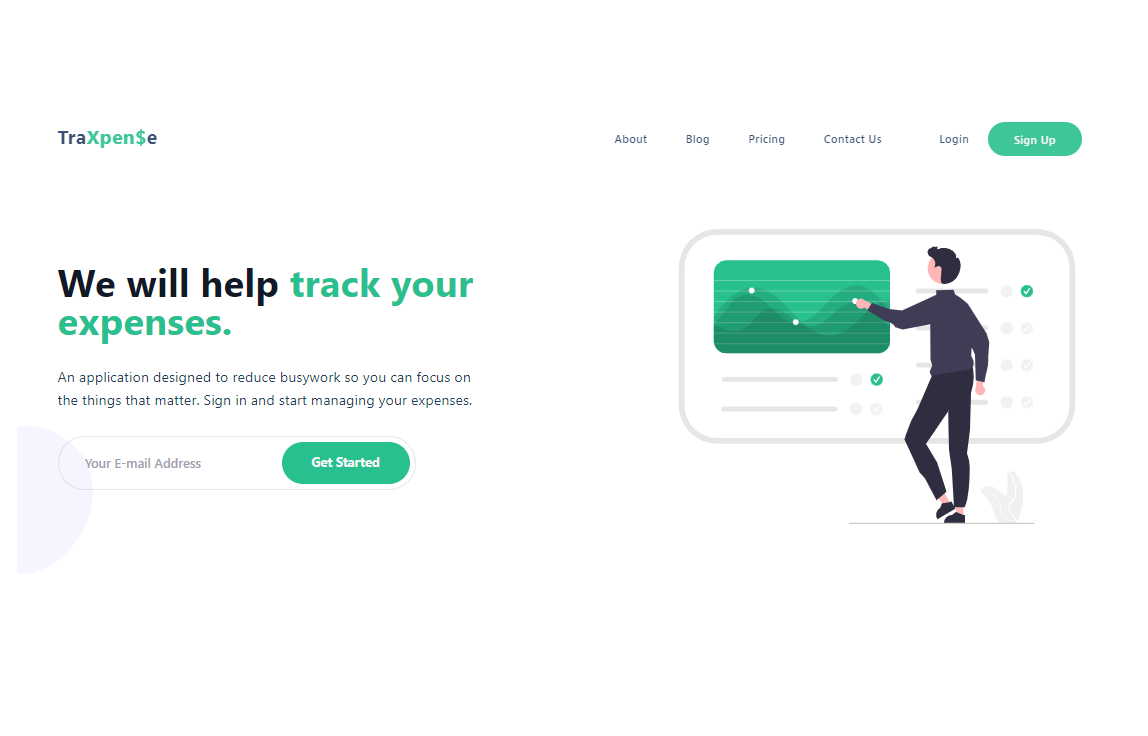 TraXpen$e
About Blog Pricing Contact Us Login Sign Up
We will help track your
expenses.
An application designed to reduce busywork so you can focus on
the things that matter. Sign in and start managing your expenses.
Your E-mail Address Get Started